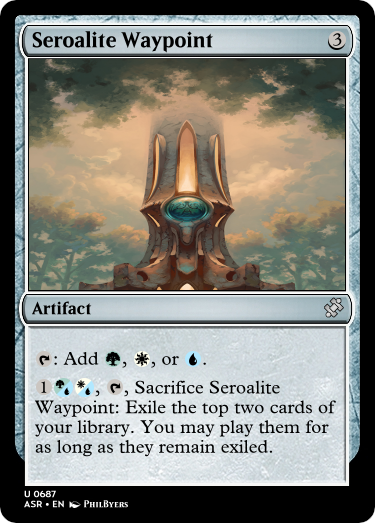 Seroalite Waypoint 3
Artifact
: Add , , or .
1 , , Sacrifice Seroalite
Waypoint: Exile the top two cards of
your library. You may play them for
as long as they remain exiled.
U 0687
ASR • EN PHILBYERS